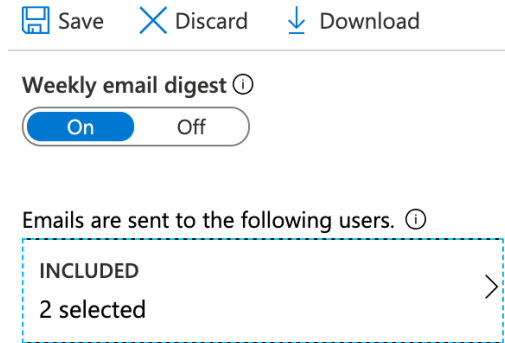 Save Discard Download
Weekly email digest
On Off
Emails are sent to the following users.
INCLUDED
2 selected